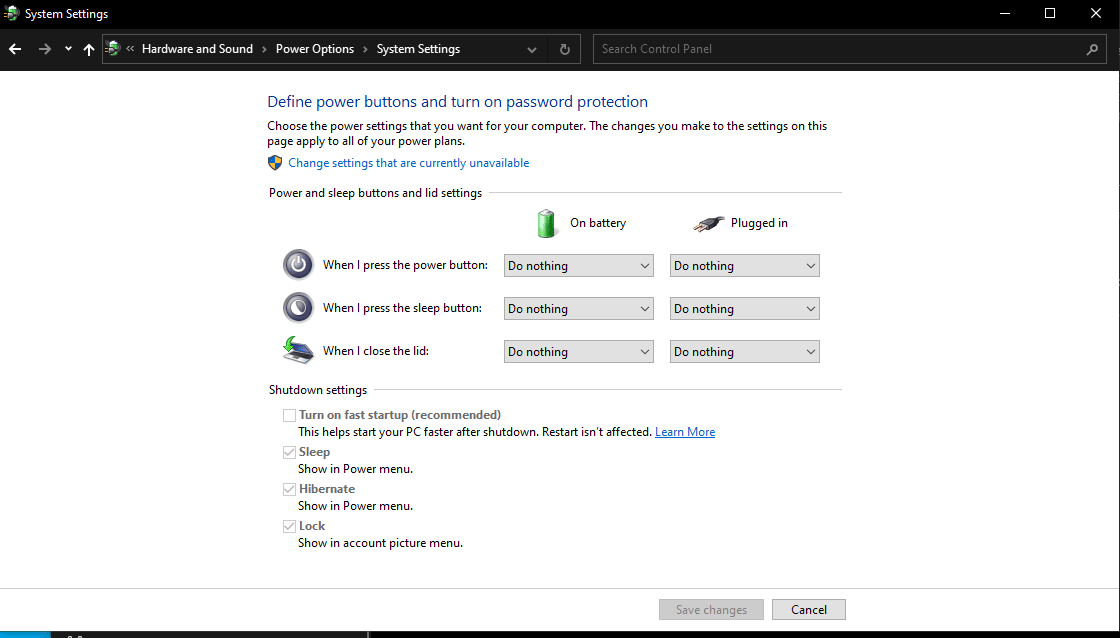 System Settings
« Hardware and Sound › Power Options › System Settings
Search Control Panel
Define power buttons and turn on password protection
Choose the power settings that you want for your computer. The changes you make to the settings on this
page apply to all of your power plans.
Change settings that are currently unavailable
Power and sleep buttons and lid settings
On battery Plugged in
When I press the power button: Do nothing Do nothing
When I press the sleep button: Do nothing Do nothing
When I close the lid: Do nothing Do nothing
Shutdown settings
Turn on fast startup (recommended)
This helps start your PC faster after shutdown. Restart isn't affected. Learn More
Sleep
Show in Power menu.
Hibernate
Show in Power menu.
Lock
Show in account picture menu.
Save changes Cancel